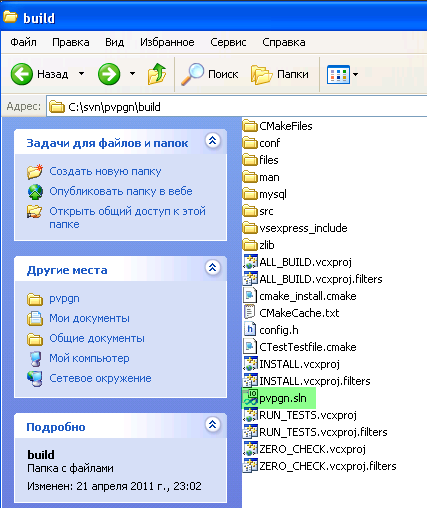 build
Файл Правка Вид Избранное Сервис Справка
Назад Поиск Папки
Адрес: C:\svn\pvpgn\build
Задачи для файлов и папок
Создать новую папку
Опубликовать папку в вебе
Открыть общий доступ к этой
папке
Другие места
pvpgn
Мои документы
Общие документы
Мой компьютер
Сетевое окружение
Подробно
build
Папка с файлами
Изменен: 21 апреля 2011 г., 23:02
CMakeFiles
conf
files
man
mysql
src
vsexpress_include
zlib
ALL_BUILD.vcxproj
ALL_BUILD.vcxproj.filters
cmake_install.cmake
CMakeCache.txt
config.h
CTestTestfile.cmake
INSTALL.vcxproj
INSTALL.vcxproj.filters
pvpgn.sln
RUN_TESTS.vcxproj
RUN_TESTS.vcxproj.filters
ZERO_CHECK.vcxproj
ZERO_CHECK.vcxproj.filters